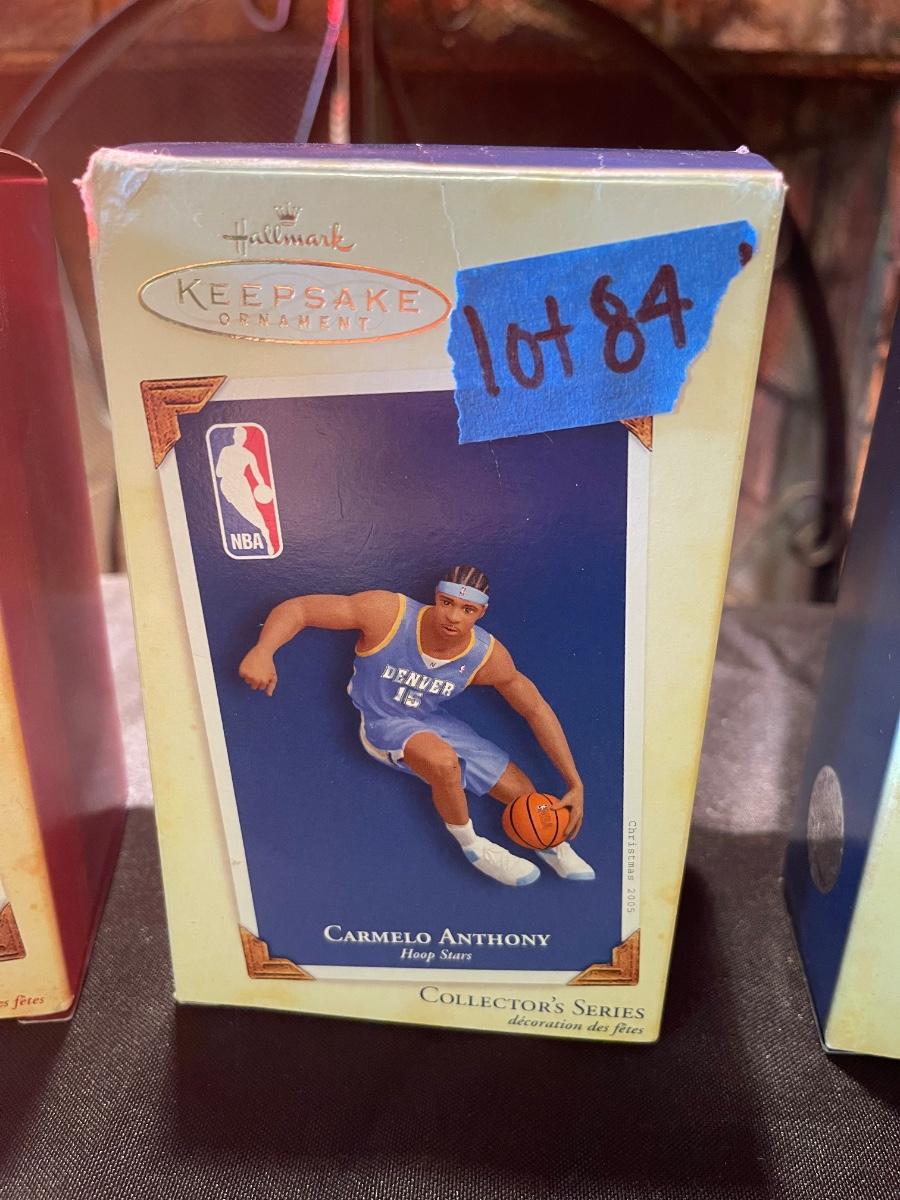 Hallmark
KEEPSAKE
ORNAMENT
lot 84
NBA
DENVER
15
Christmas 2005
CARMELO ANTHONY
Hoop Stars
COLLECTOR'S SERIES
décoration des fêtes
es fêtes